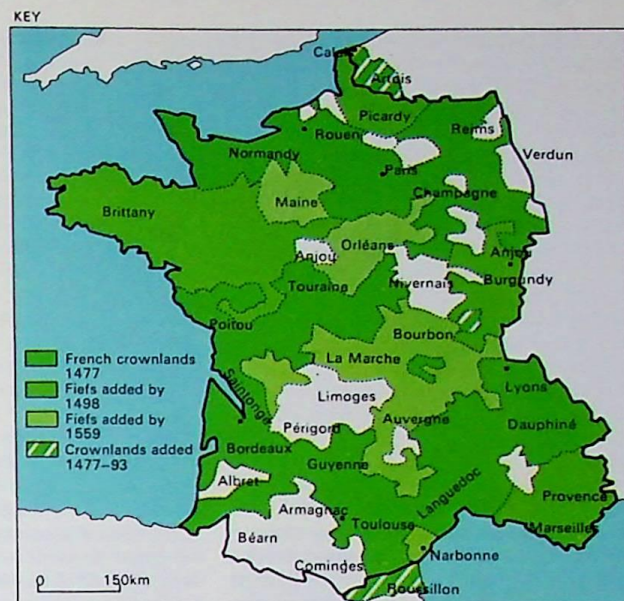 KEY
Calais
Artois
Picardy
Rouen
Reims
Verdun
Normandy
Paris
Champagne
Maine
Brittany
Orléans
Anjou
Anjou
Touraine
Nivernais
Burgundy
Poitou
Bourbon
La Marche
French crownlands
1477
Fiefs added by
1498
Fiefs added by
1559
Crownlands added
1477–93
Saintonge
Limoges
Lyons
Périgord
Auvergne
Dauphiné
Bordeaux
Guyenne
Albret
Languedoc
Provence
Armagnac
Toulouse
Marseilles
Béarn
Narbonne
Cominges
Roussillon
0 150km